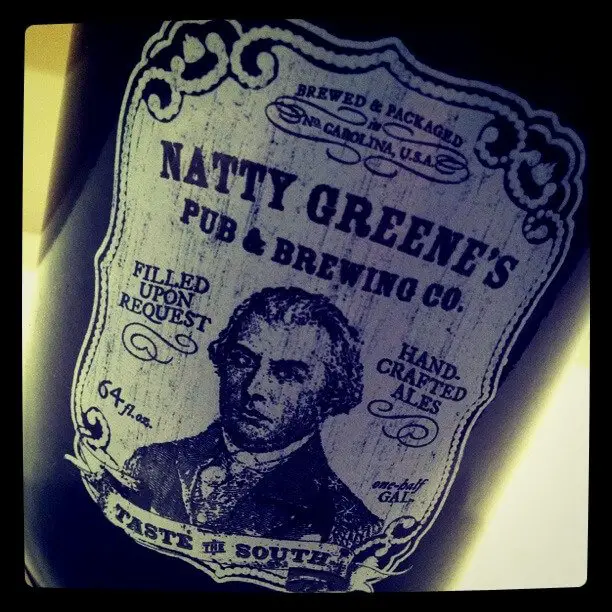 BREWED & PACKAGED
in
NO. CAROLINA, U.S.A.
NATTY GREENE'S
PUB & BREWING CO.
FILLED
UPON
REQUEST
HAND-
CRAFTED
ALES
64 fl. oz.
one-half
GAL.
TASTE THE SOUTH